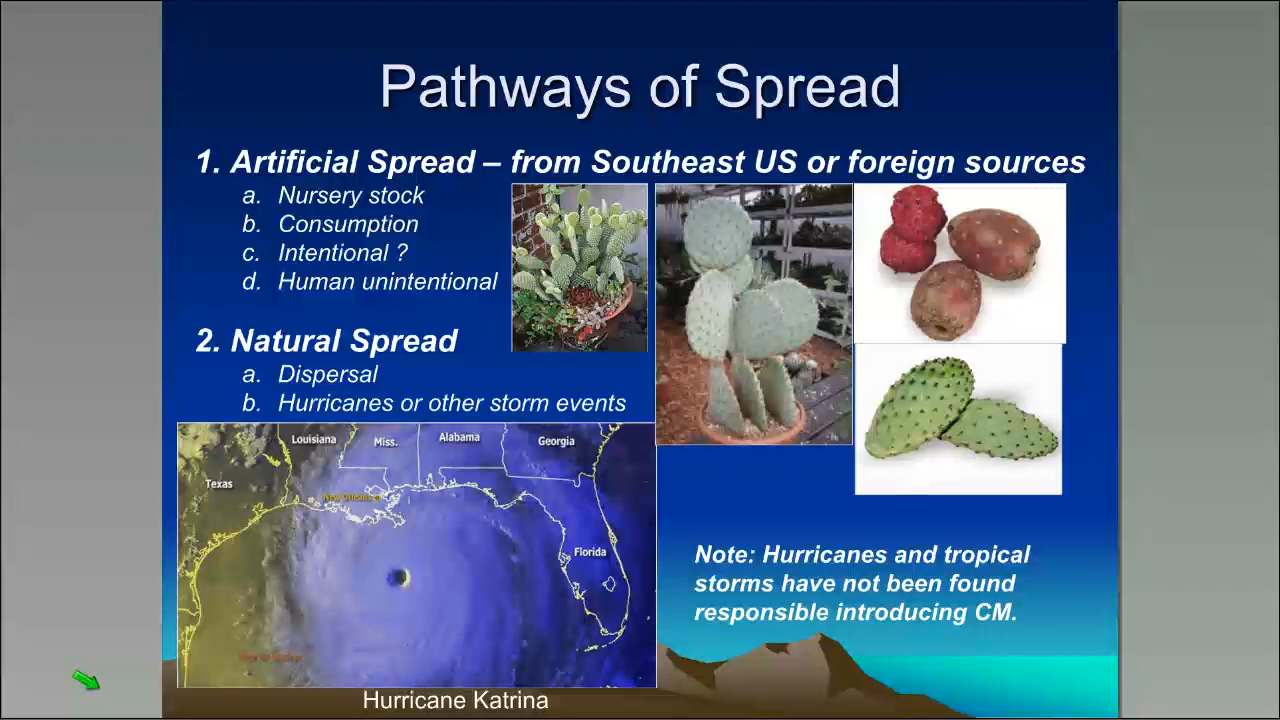 Pathways of Spread
1. Artificial Spread – from Southeast US or foreign sources
a. Nursery stock
b. Consumption
c. Intentional ?
d. Human unintentional
2. Natural Spread
a. Dispersal
b. Hurricanes or other storm events
Louisiana
Miss.
Alabama
Georgia
Texas
New Orleans
Florida
Hurricane Katrina
Note: Hurricanes and tropical
storms have not been found
responsible introducing CM.